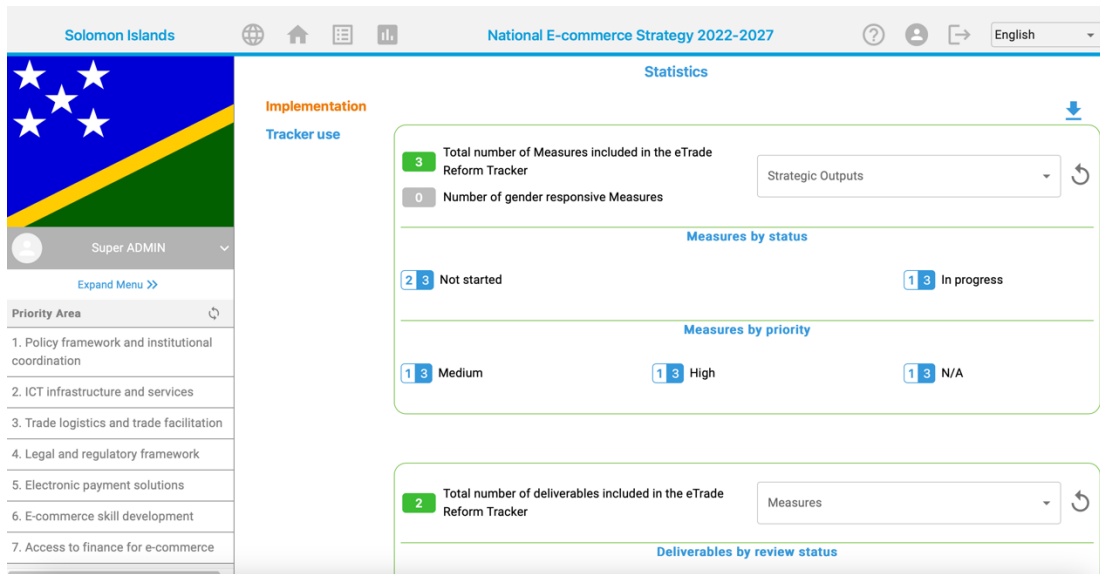 Solomon Islands
National E-commerce Strategy 2022-2027
English
Statistics
Implementation
Tracker use
Super ADMIN
Expand Menu >>
Priority Area
1. Policy framework and institutional
coordination
2. ICT infrastructure and services
3. Trade logistics and trade facilitation
4. Legal and regulatory framework
5. Electronic payment solutions
6. E-commerce skill development
7. Access to finance for e-commerce
3 Total number of Measures included in the eTrade
Reform Tracker
Strategic Outputs
0 Number of gender responsive Measures
Measures by status
2 3 Not started
1 3 In progress
Measures by priority
1 3 Medium
1 3 High
1 3 N/A
2 Total number of deliverables included in the eTrade
Reform Tracker
Measures
Deliverables by review status